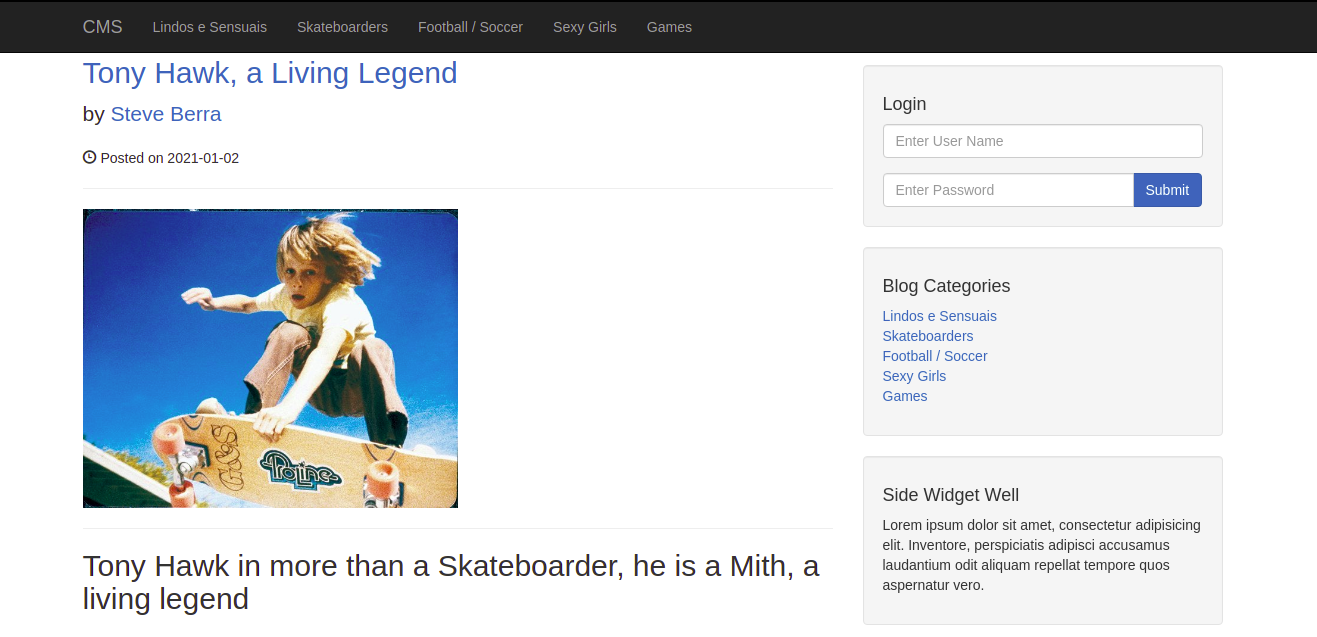 CMS Lindos e Sensuais Skateboarders Football / Soccer Sexy Girls Games
Tony Hawk, a Living Legend
by Steve Berra
Posted on 2021-01-02
Proline
Tony Hawk in more than a Skateboarder, he is a Mith, a
living legend
Login
Enter User Name
Enter Password Submit
Blog Categories
Lindos e Sensuais
Skateboarders
Football / Soccer
Sexy Girls
Games
Side Widget Well
Lorem ipsum dolor sit amet, consectetur adipisicing
elit. Inventore, perspiciatis adipisci accusamus
laudantium odit aliquam repellat tempore quos
aspernatur vero.